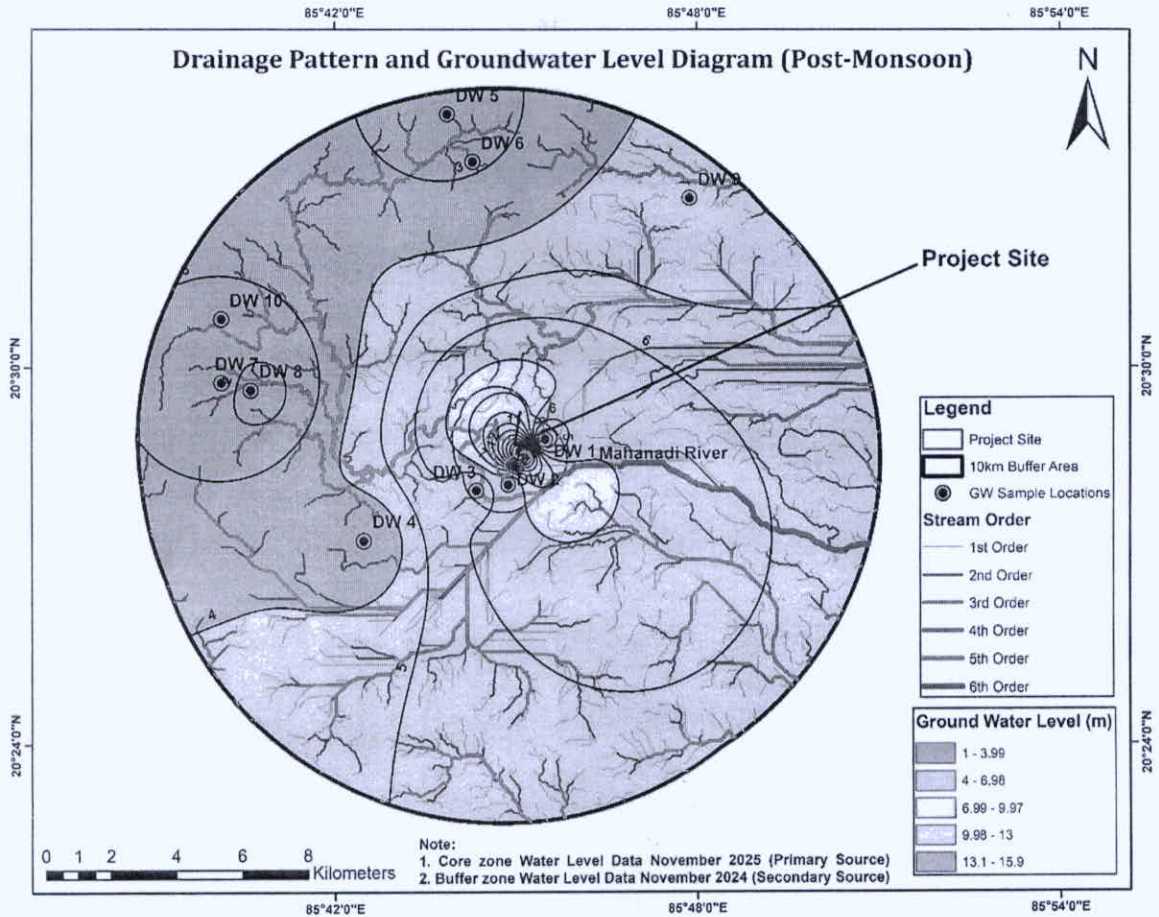 85°42'0"E
85°48'0"E
85°54'0"E
Drainage Pattern and Groundwater Level Diagram (Post-Monsoon)
N
DW 5
DW 6
3
DW 9
Project Site
DW 10
20°30'0"N
20°30'0"N
DW 7
DW 8
6
6
DW 1
Mahanadi River
DW 3
DW 2
5
DW 4
4
5
Legend
Project Site
10km Buffer Area
GW Sample Locations
Stream Order
1st Order
2nd Order
3rd Order
4th Order
5th Order
6th Order
Ground Water Level (m)
1 - 3.99
4 - 6.98
6.99 - 9.97
9.98 - 13
13.1 - 15.9
20°24'0"N
20°24'0"N
0 1 2 4 6 8
Kilometers
Note:
1. Core zone Water Level Data November 2025 (Primary Source)
2. Buffer zone Water Level Data November 2024 (Secondary Source)
85°42'0"E
85°48'0"E
85°54'0"E